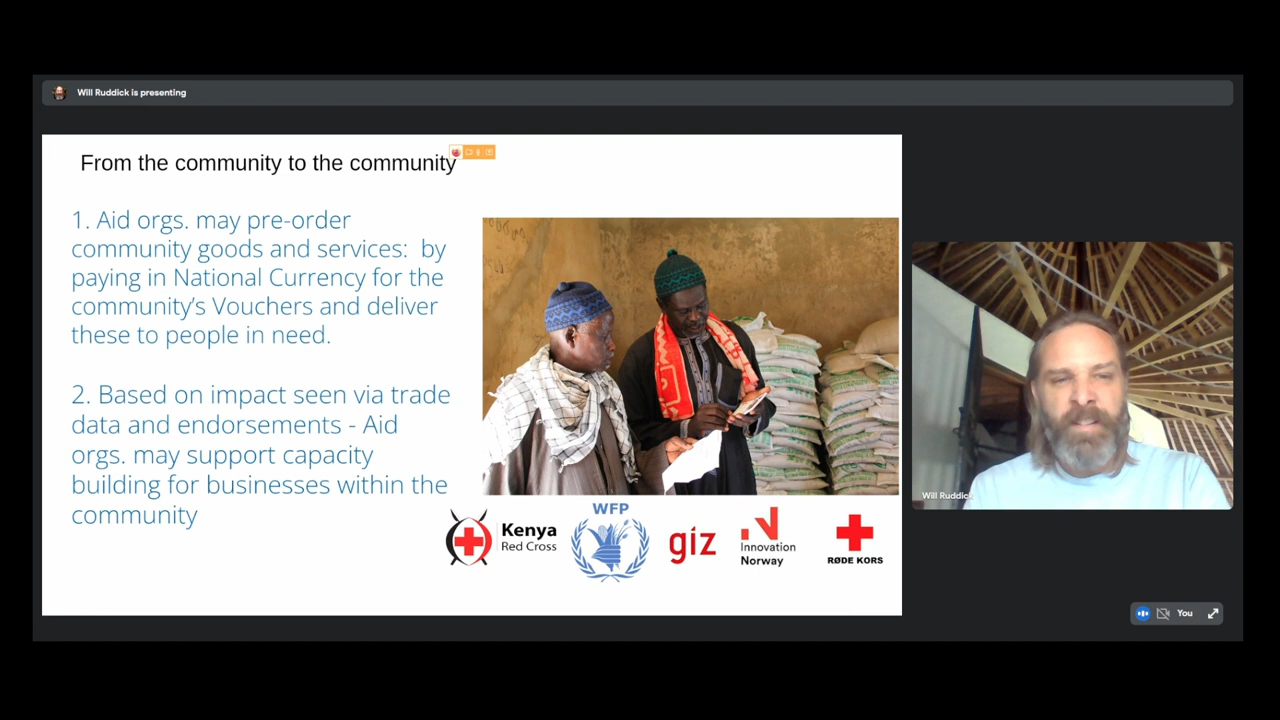 Will Ruddick is presenting
From the community to the community
1. Aid orgs. may pre-order
community goods and services:  by
paying in National Currency for the
community's Vouchers and deliver
these to people in need.
2. Based on impact seen via trade
data and endorsements - Aid
orgs. may support capacity
building for businesses within the
community
Kenya
Red Cross
WFP
giz
Innovation
Norway
RØDE KORS
Will Ruddick
You